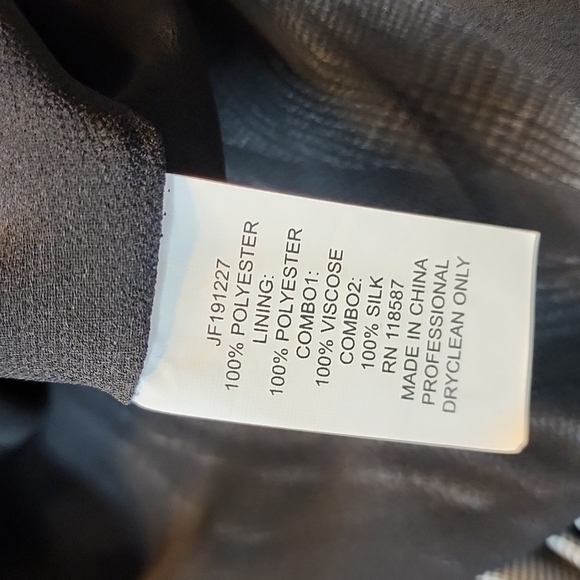 JF191227
100% POLYESTER
LINING:
100% POLYESTER
COMBO1:
100% VISCOSE
COMBO2:
100% SILK
RN 118587
MADE IN CHINA
PROFESSIONAL
DRYCLEAN ONLY